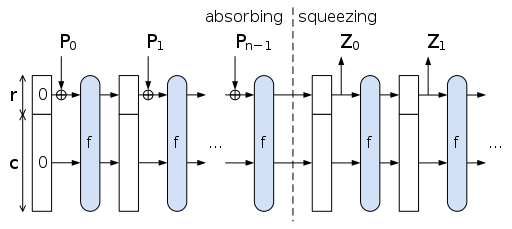 absorbing squeezing
P0 P1 Pn−1 Z0 Z1
r 0
f f f f f
... ...
c 0